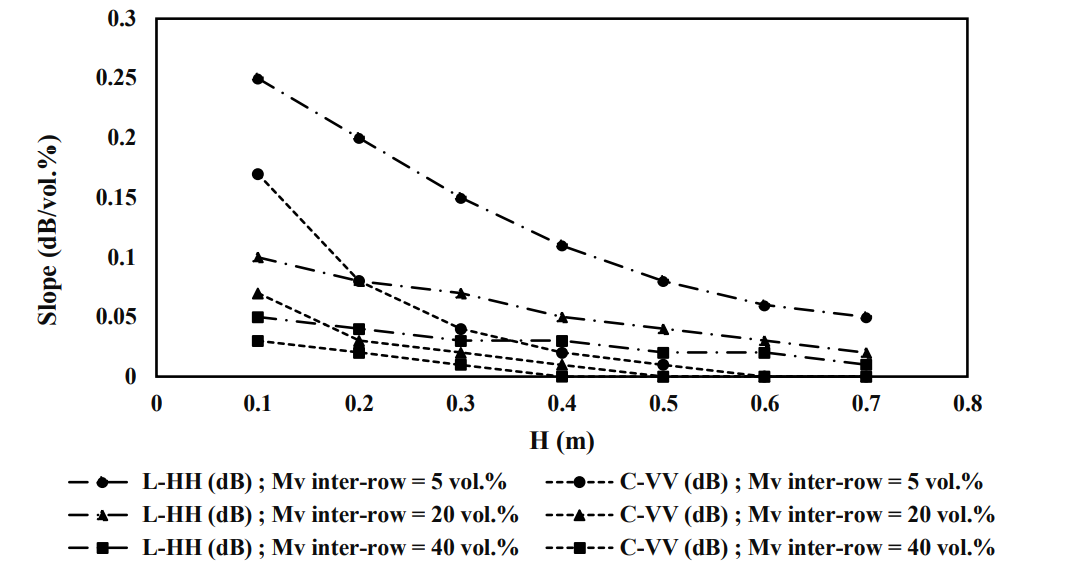 0.3
0.25
0.2
0.15
0.1
0.05
0
Slope (dB/vol.%)
0 0.1 0.2 0.3 0.4 0.5 0.6 0.7 0.8
H (m)
L-HH (dB) ; Mv inter-row = 5 vol.% C-VV (dB) ; Mv inter-row = 5 vol.%
L-HH (dB) ; Mv inter-row = 20 vol.% C-VV (dB) ; Mv inter-row = 20 vol.%
L-HH (dB) ; Mv inter-row = 40 vol.% C-VV (dB) ; Mv inter-row = 40 vol.%